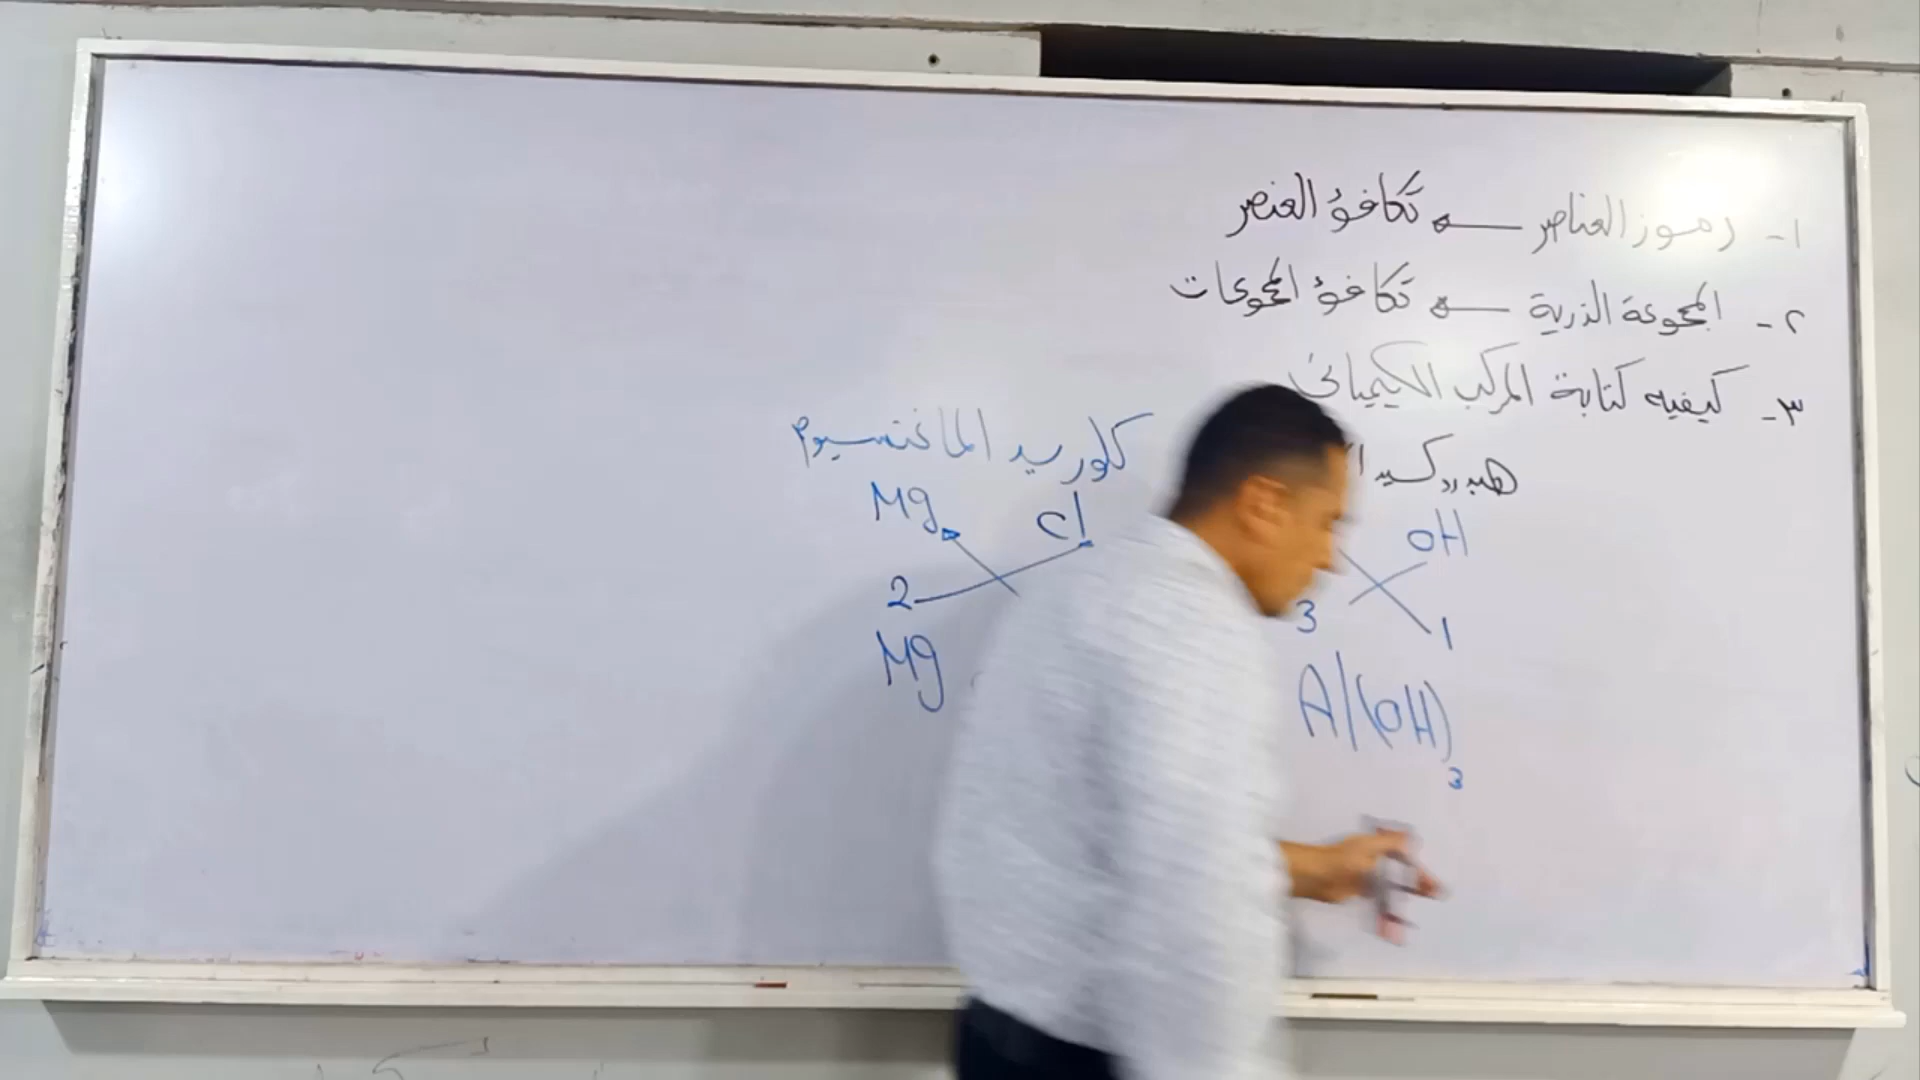 ١- رموز العناصر ← تكافؤ العنصر
٢- المجموعة الذرية ← تكافؤ المجموعات
٣- كيفيه كتابة المركب الكيميائي
هيدروكسيد
كلوريد الماغنسيوم
OH
3 1
Al(OH)3
Mg Cl
2
Mg